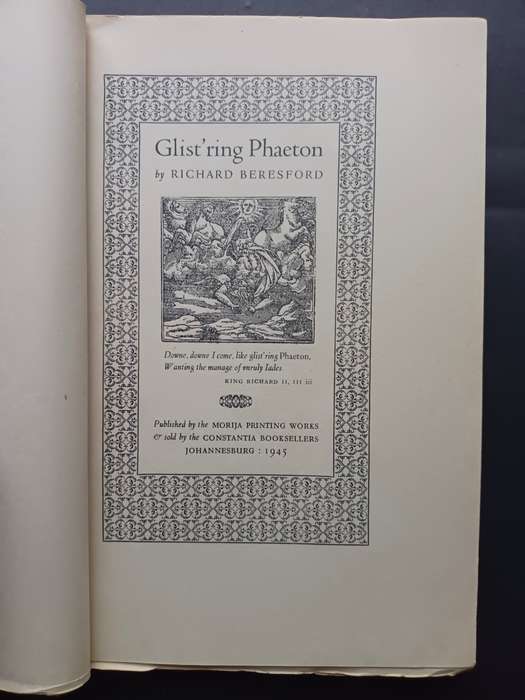 Glist'ring Phaeton
by RICHARD BERESFORD
Downe, downe I come, like glist'ring Phaeton,
Wanting the manage of vnruly Iades.
KING RICHARD II, III iii
Published by the MORIJA PRINTING WORKS
& sold by the CONSTANTIA BOOKSELLERS
JOHANNESBURG : 1945